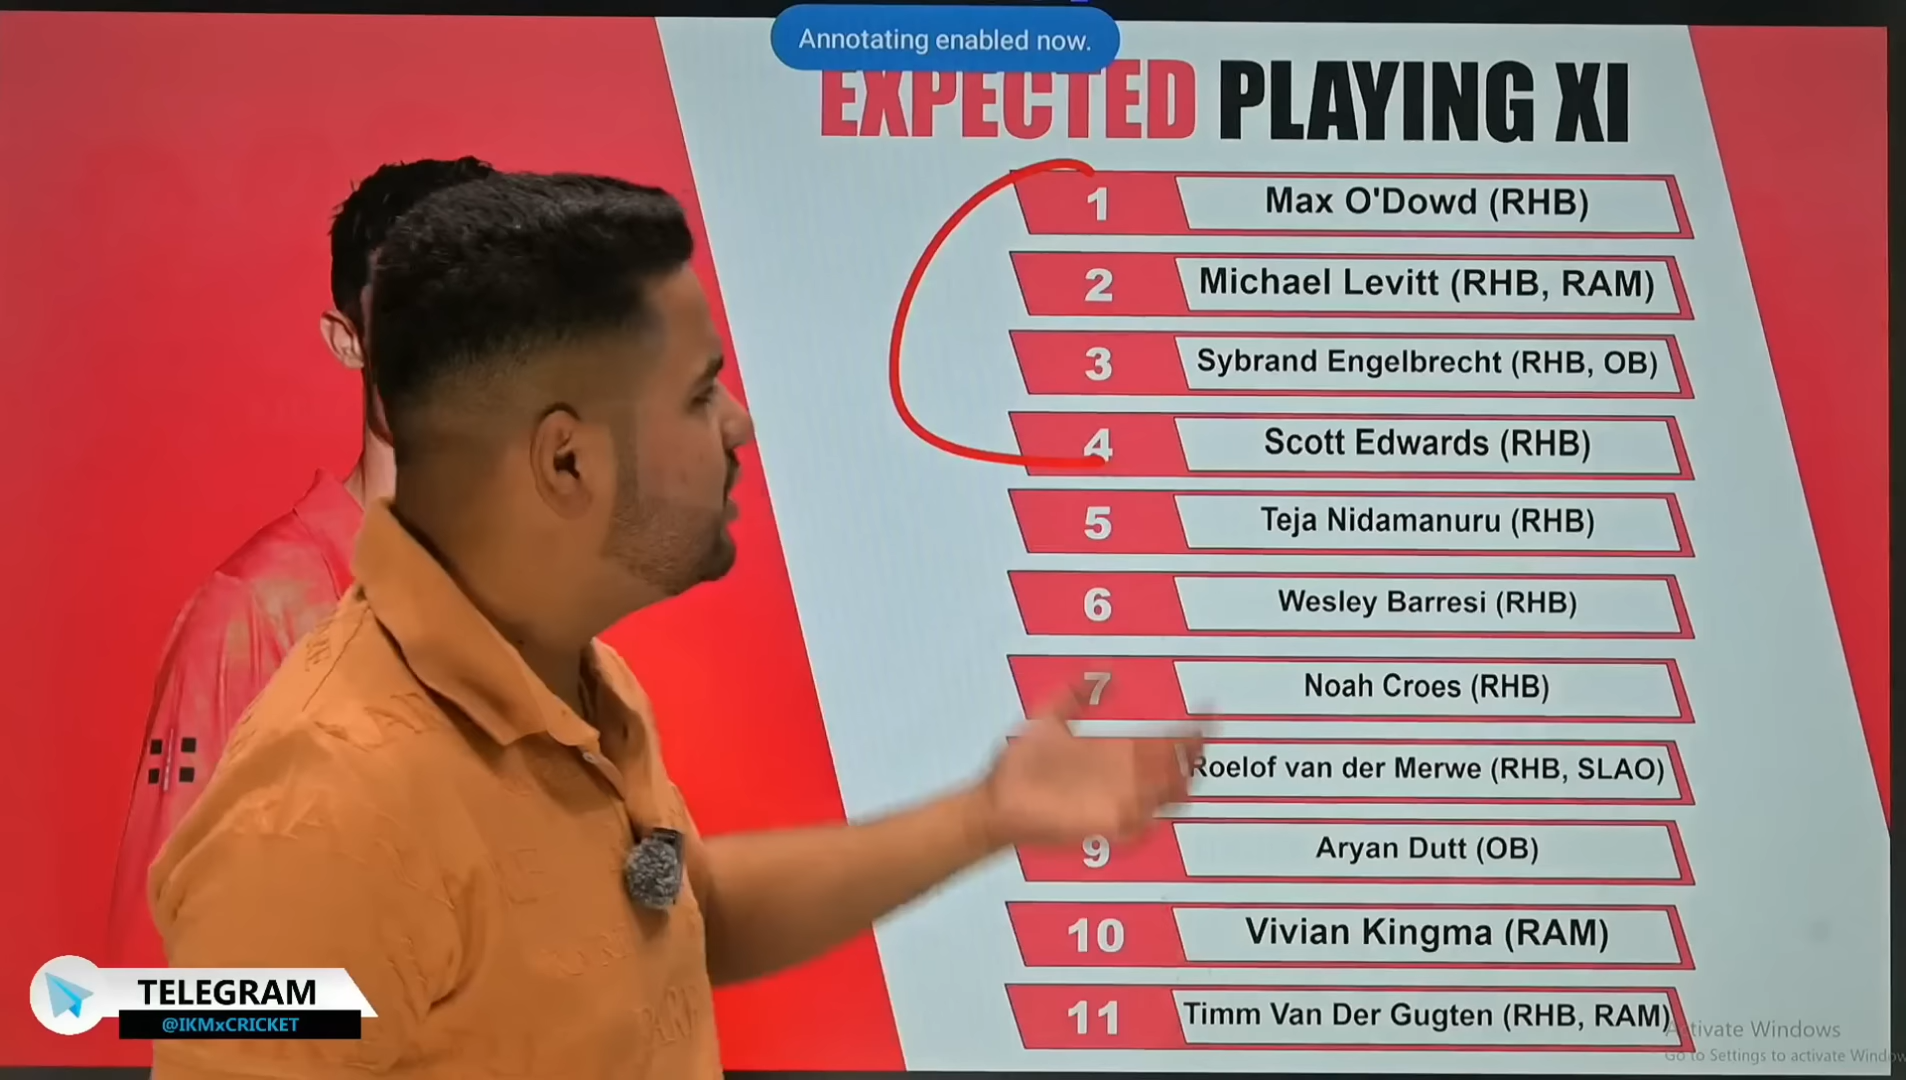 Annotating enabled now.
EXPECTED PLAYING XI
1 Max O'Dowd (RHB)
2 Michael Levitt (RHB, RAM)
3 Sybrand Engelbrecht (RHB, OB)
4 Scott Edwards (RHB)
5 Teja Nidamanuru (RHB)
6 Wesley Barresi (RHB)
7 Noah Croes (RHB)
Roelof van der Merwe (RHB, SLAO)
9 Aryan Dutt (OB)
10 Vivian Kingma (RAM)
11 Timm Van Der Gugten (RHB, RAM)
Activate Windows
Go to Settings to activate Window
TELEGRAM
@IKMxCRICKET